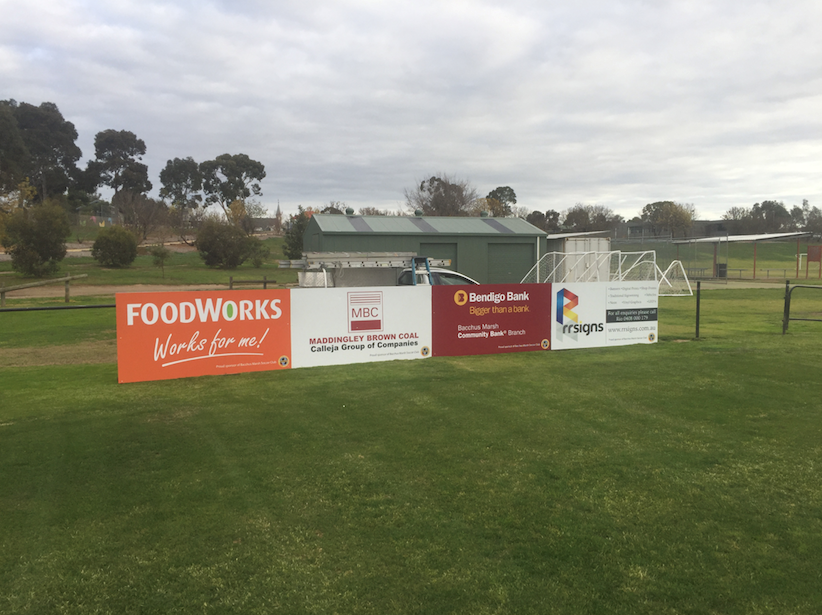 FOODWORKS
Works for me!
MBC
MADDINGLEY BROWN COAL
Calleja Group of Companies
Bendigo Bank
Bigger than a bank.
Bacchus Marsh
Community Bank® Branch
rrsigns
For all enquiries please call
www.rrsigns.com.au